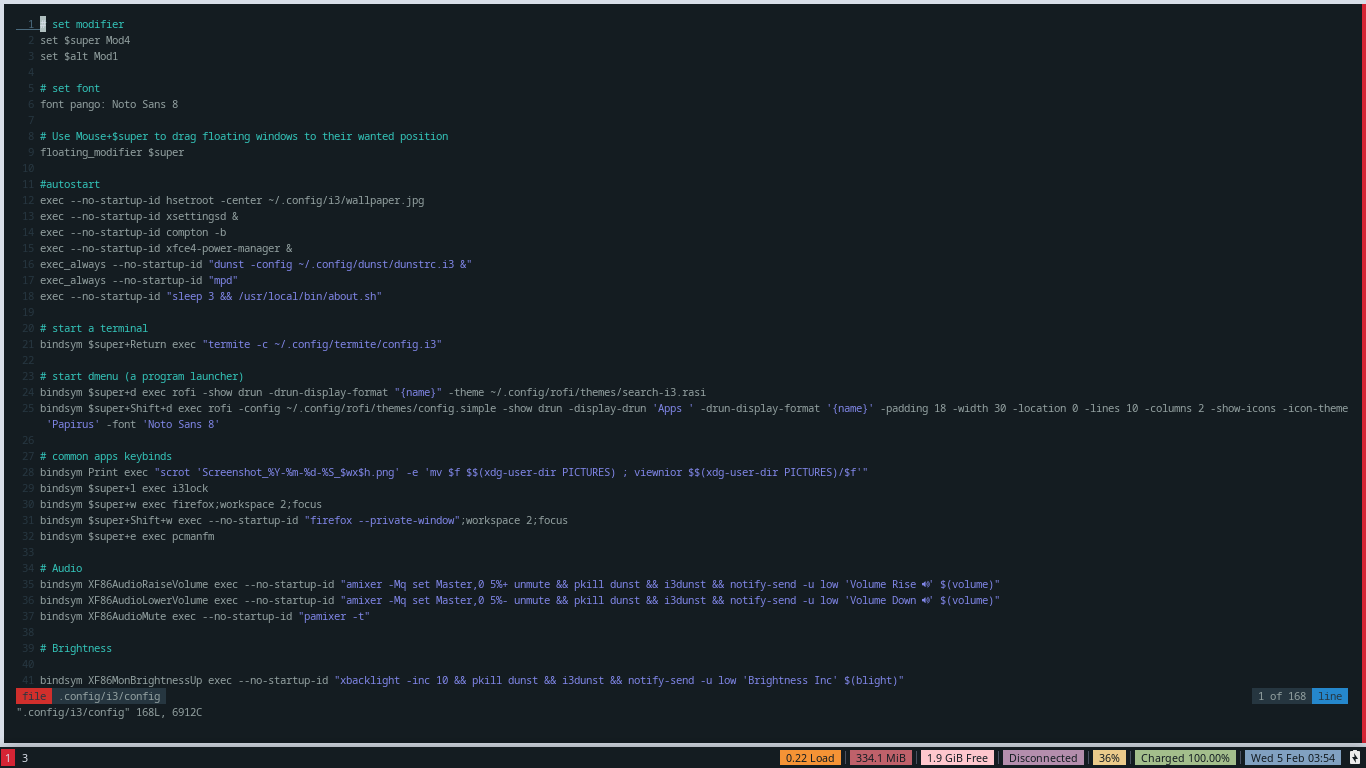 1 # set modifier
2 set $super Mod4
3 set $alt Mod1
4
5 # set font
6 font pango: Noto Sans 8
7
8 # Use Mouse+$super to drag floating windows to their wanted position
9 floating_modifier $super
10
11 #autostart
12 exec --no-startup-id hsetroot -center ~/.config/i3/wallpaper.jpg
13 exec --no-startup-id xsettingsd &
14 exec --no-startup-id compton -b
15 exec --no-startup-id xfce4-power-manager &
16 exec_always --no-startup-id "dunst -config ~/.config/dunst/dunstrc.i3 &"
17 exec_always --no-startup-id "mpd"
18 exec --no-startup-id "sleep 3 && /usr/local/bin/about.sh"
19
20 # start a terminal
21 bindsym $super+Return exec "termite -c ~/.config/termite/config.i3"
22
23 # start dmenu (a program launcher)
24 bindsym $super+d exec rofi -show drun -drun-display-format "{name}" -theme ~/.config/rofi/themes/search-i3.rasi
25 bindsym $super+Shift+d exec rofi -config ~/.config/rofi/themes/config.simple -show drun -display-drun 'Apps ' -drun-display-format '{name}' -padding 18 -width 30 -location 0 -lines 10 -columns 2 -show-icons -icon-theme
'Papirus' -font 'Noto Sans 8'
26
27 # common apps keybinds
28 bindsym Print exec "scrot 'Screenshot_%Y-%m-%d-%S_$wx$h.png' -e 'mv $f $$(xdg-user-dir PICTURES) ; viewnior $$(xdg-user-dir PICTURES)/$f'"
29 bindsym $super+l exec i3lock
30 bindsym $super+w exec firefox;workspace 2;focus
31 bindsym $super+Shift+w exec --no-startup-id "firefox --private-window";workspace 2;focus
32 bindsym $super+e exec pcmanfm
33
34 # Audio
35 bindsym XF86AudioRaiseVolume exec --no-startup-id "amixer -Mq set Master,0 5%+ unmute && pkill dunst && i3dunst && notify-send -u low 'Volume Rise 🔊' $(volume)"
36 bindsym XF86AudioLowerVolume exec --no-startup-id "amixer -Mq set Master,0 5%- unmute && pkill dunst && i3dunst && notify-send -u low 'Volume Down 🔊' $(volume)"
37 bindsym XF86AudioMute exec --no-startup-id "pamixer -t"
38
39 # Brightness
40
41 bindsym XF86MonBrightnessUp exec --no-startup-id "xbacklight -inc 10 && pkill dunst && i3dunst && notify-send -u low 'Brightness Inc' $(blight)"
file .config/i3/config 1 of 168 line
".config/i3/config" 168L, 6912C
1 3 0.22 Load 334.1 MiB 1.9 GiB Free Disconnected 36% Charged 100.00% Wed 5 Feb 03:54